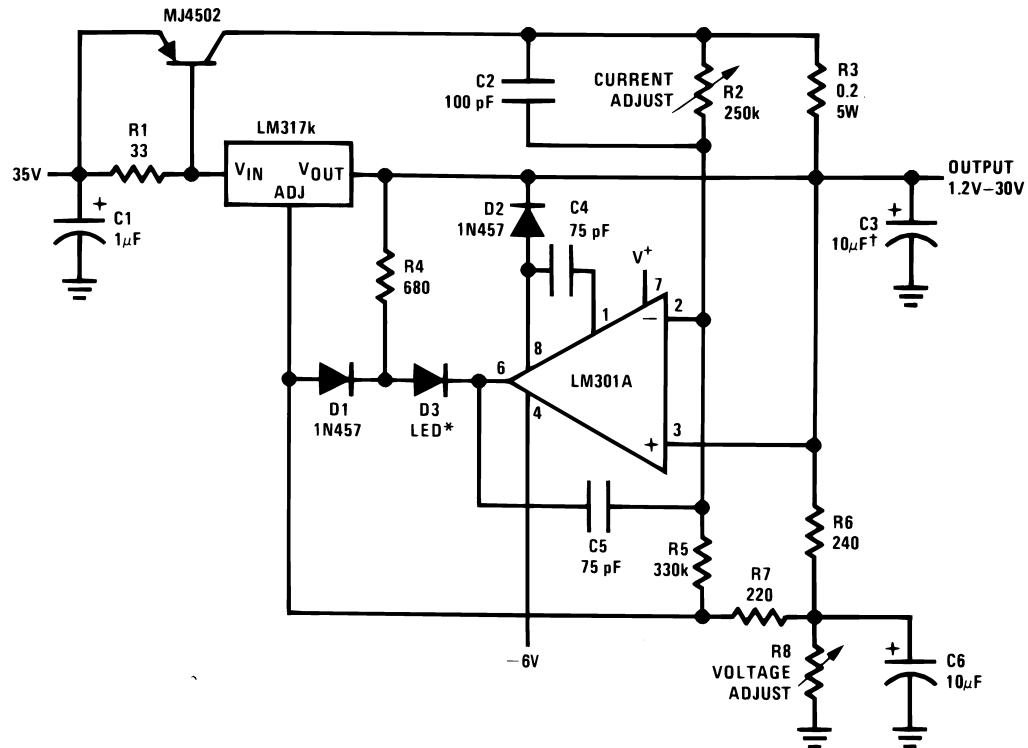 MJ4502
C2
100 pF
CURRENT
ADJUST
R2
250k
R3
0.2
5W
R1
33
LM317k
35V
VIN
VOUT
ADJ
OUTPUT
1.2V–30V
+
C1
1μF
D2
1N457
C4
75 pF
+
C3
10μF†
V+
R4
680
7
1
2
−
8
6
LM301A
4
D1
1N457
D3
LED*
+
3
C5
75 pF
R5
330k
R6
240
R7
220
−6V
R8
VOLTAGE
ADJUST
+
C6
10μF